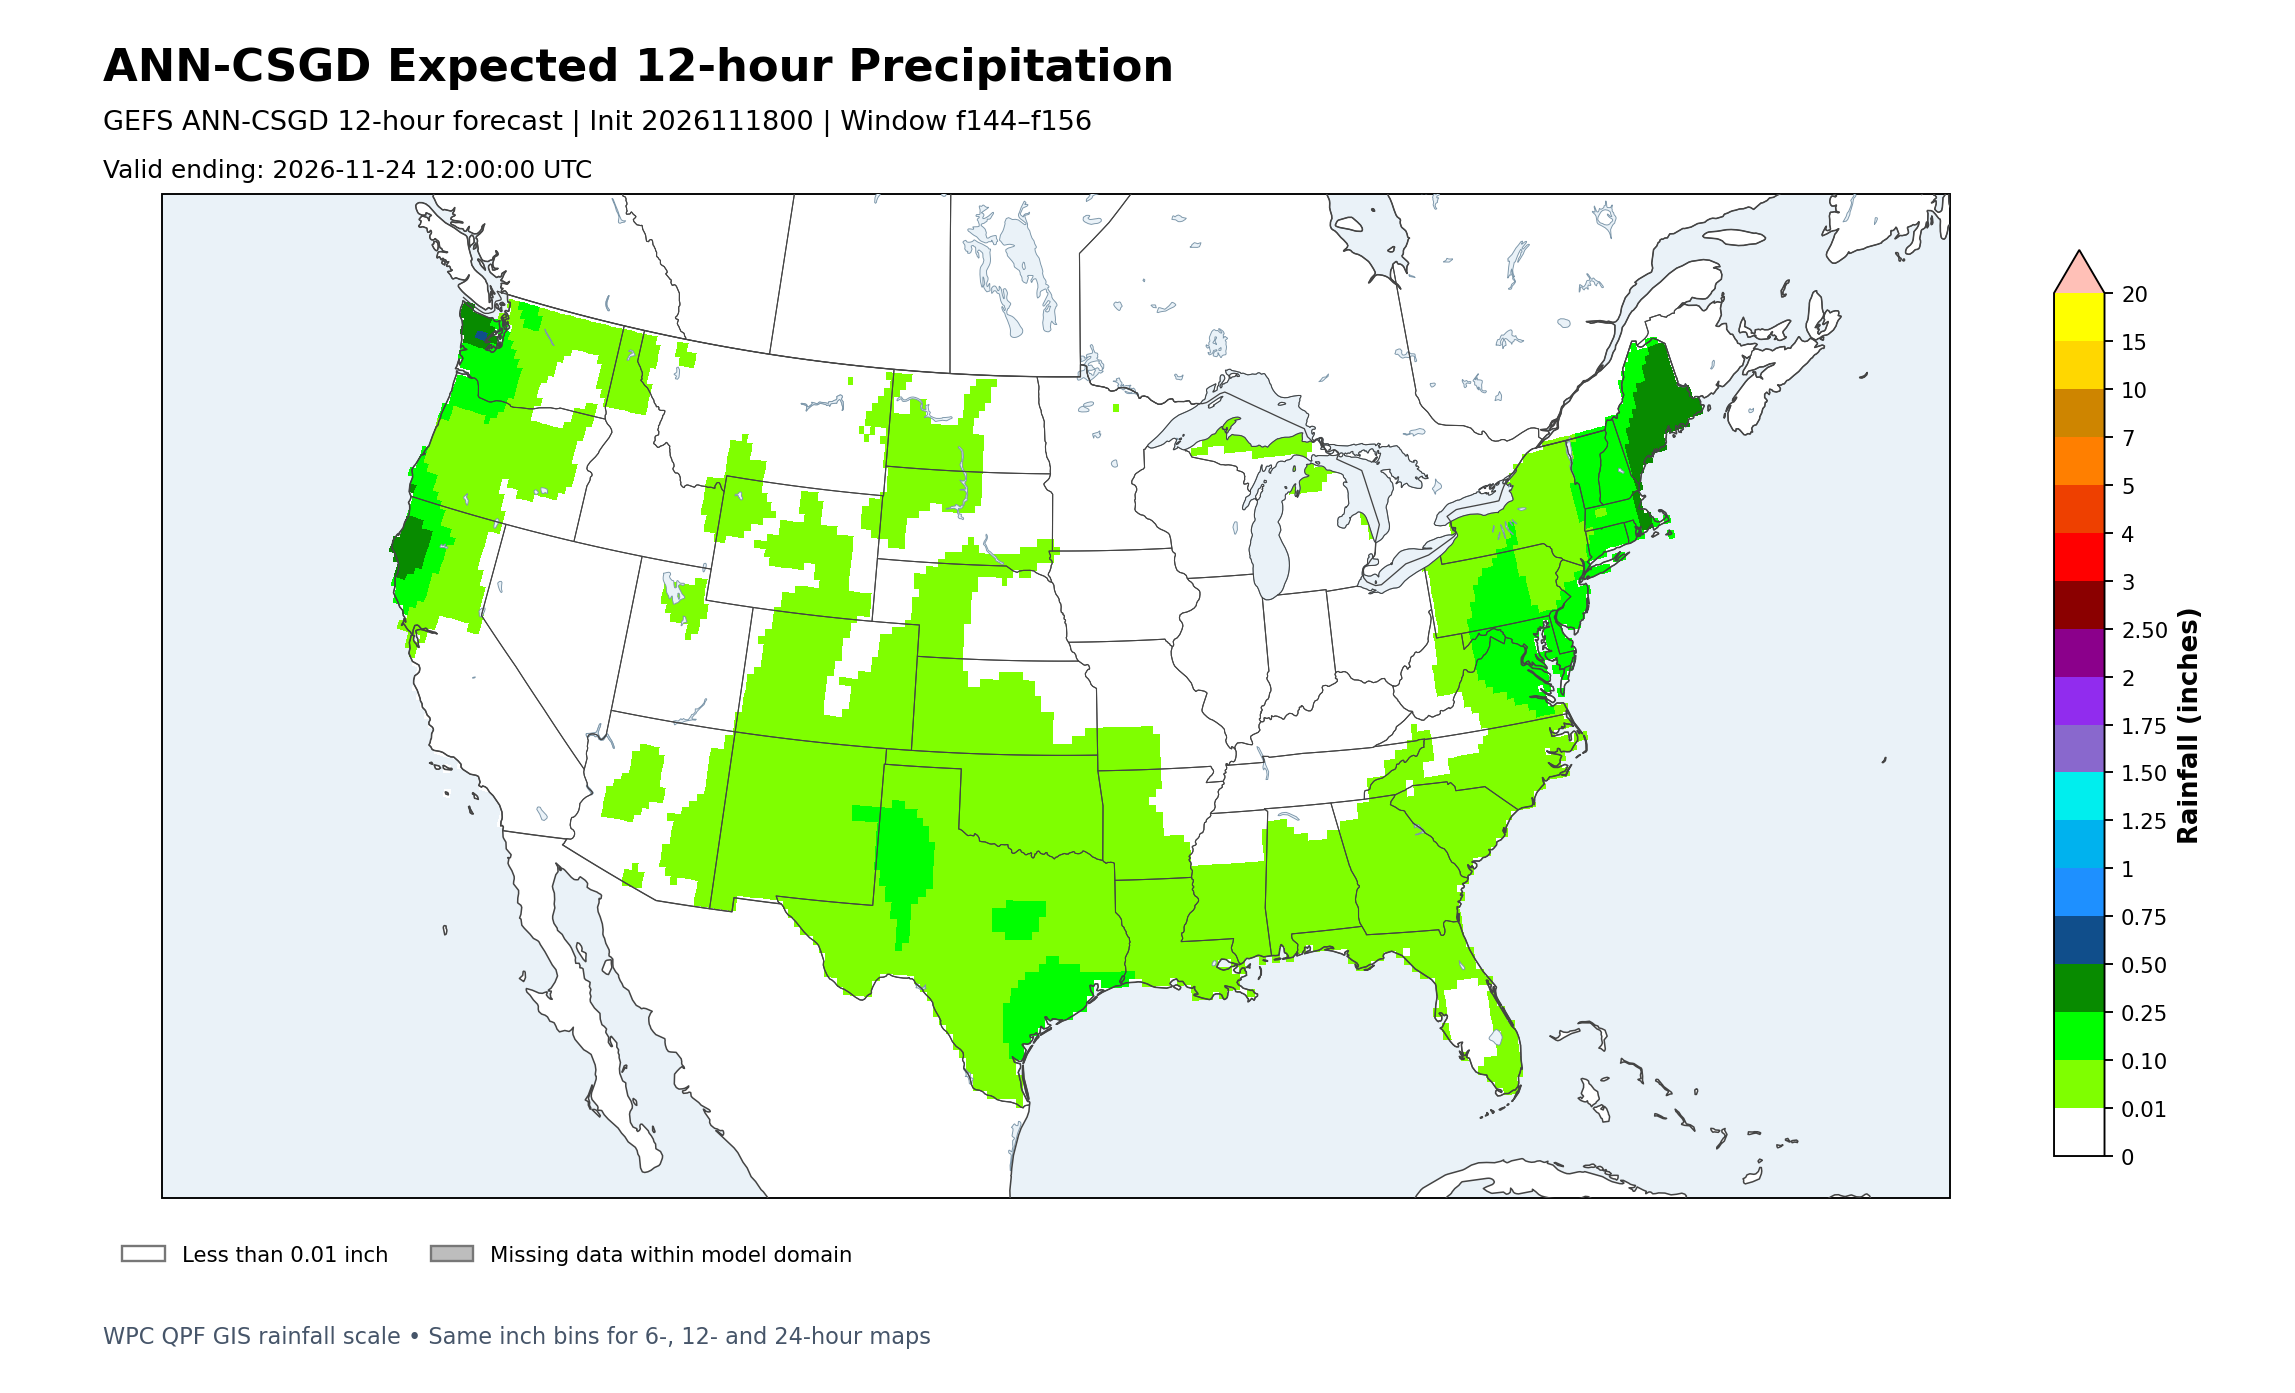 ANN-CSGD Expected 12-hour Precipitation
GEFS ANN-CSGD 12-hour forecast | Init 2026111800 | Window f144–f156
Valid ending: 2026-11-24 12:00:00 UTC
20
15
10
7
5
4
3
2.50
2
1.75
1.50
1.25
1
0.75
0.50
0.25
0.10
0.01
0
Rainfall (inches)
Less than 0.01 inch
Missing data within model domain
WPC QPF GIS rainfall scale • Same inch bins for 6-, 12- and 24-hour maps